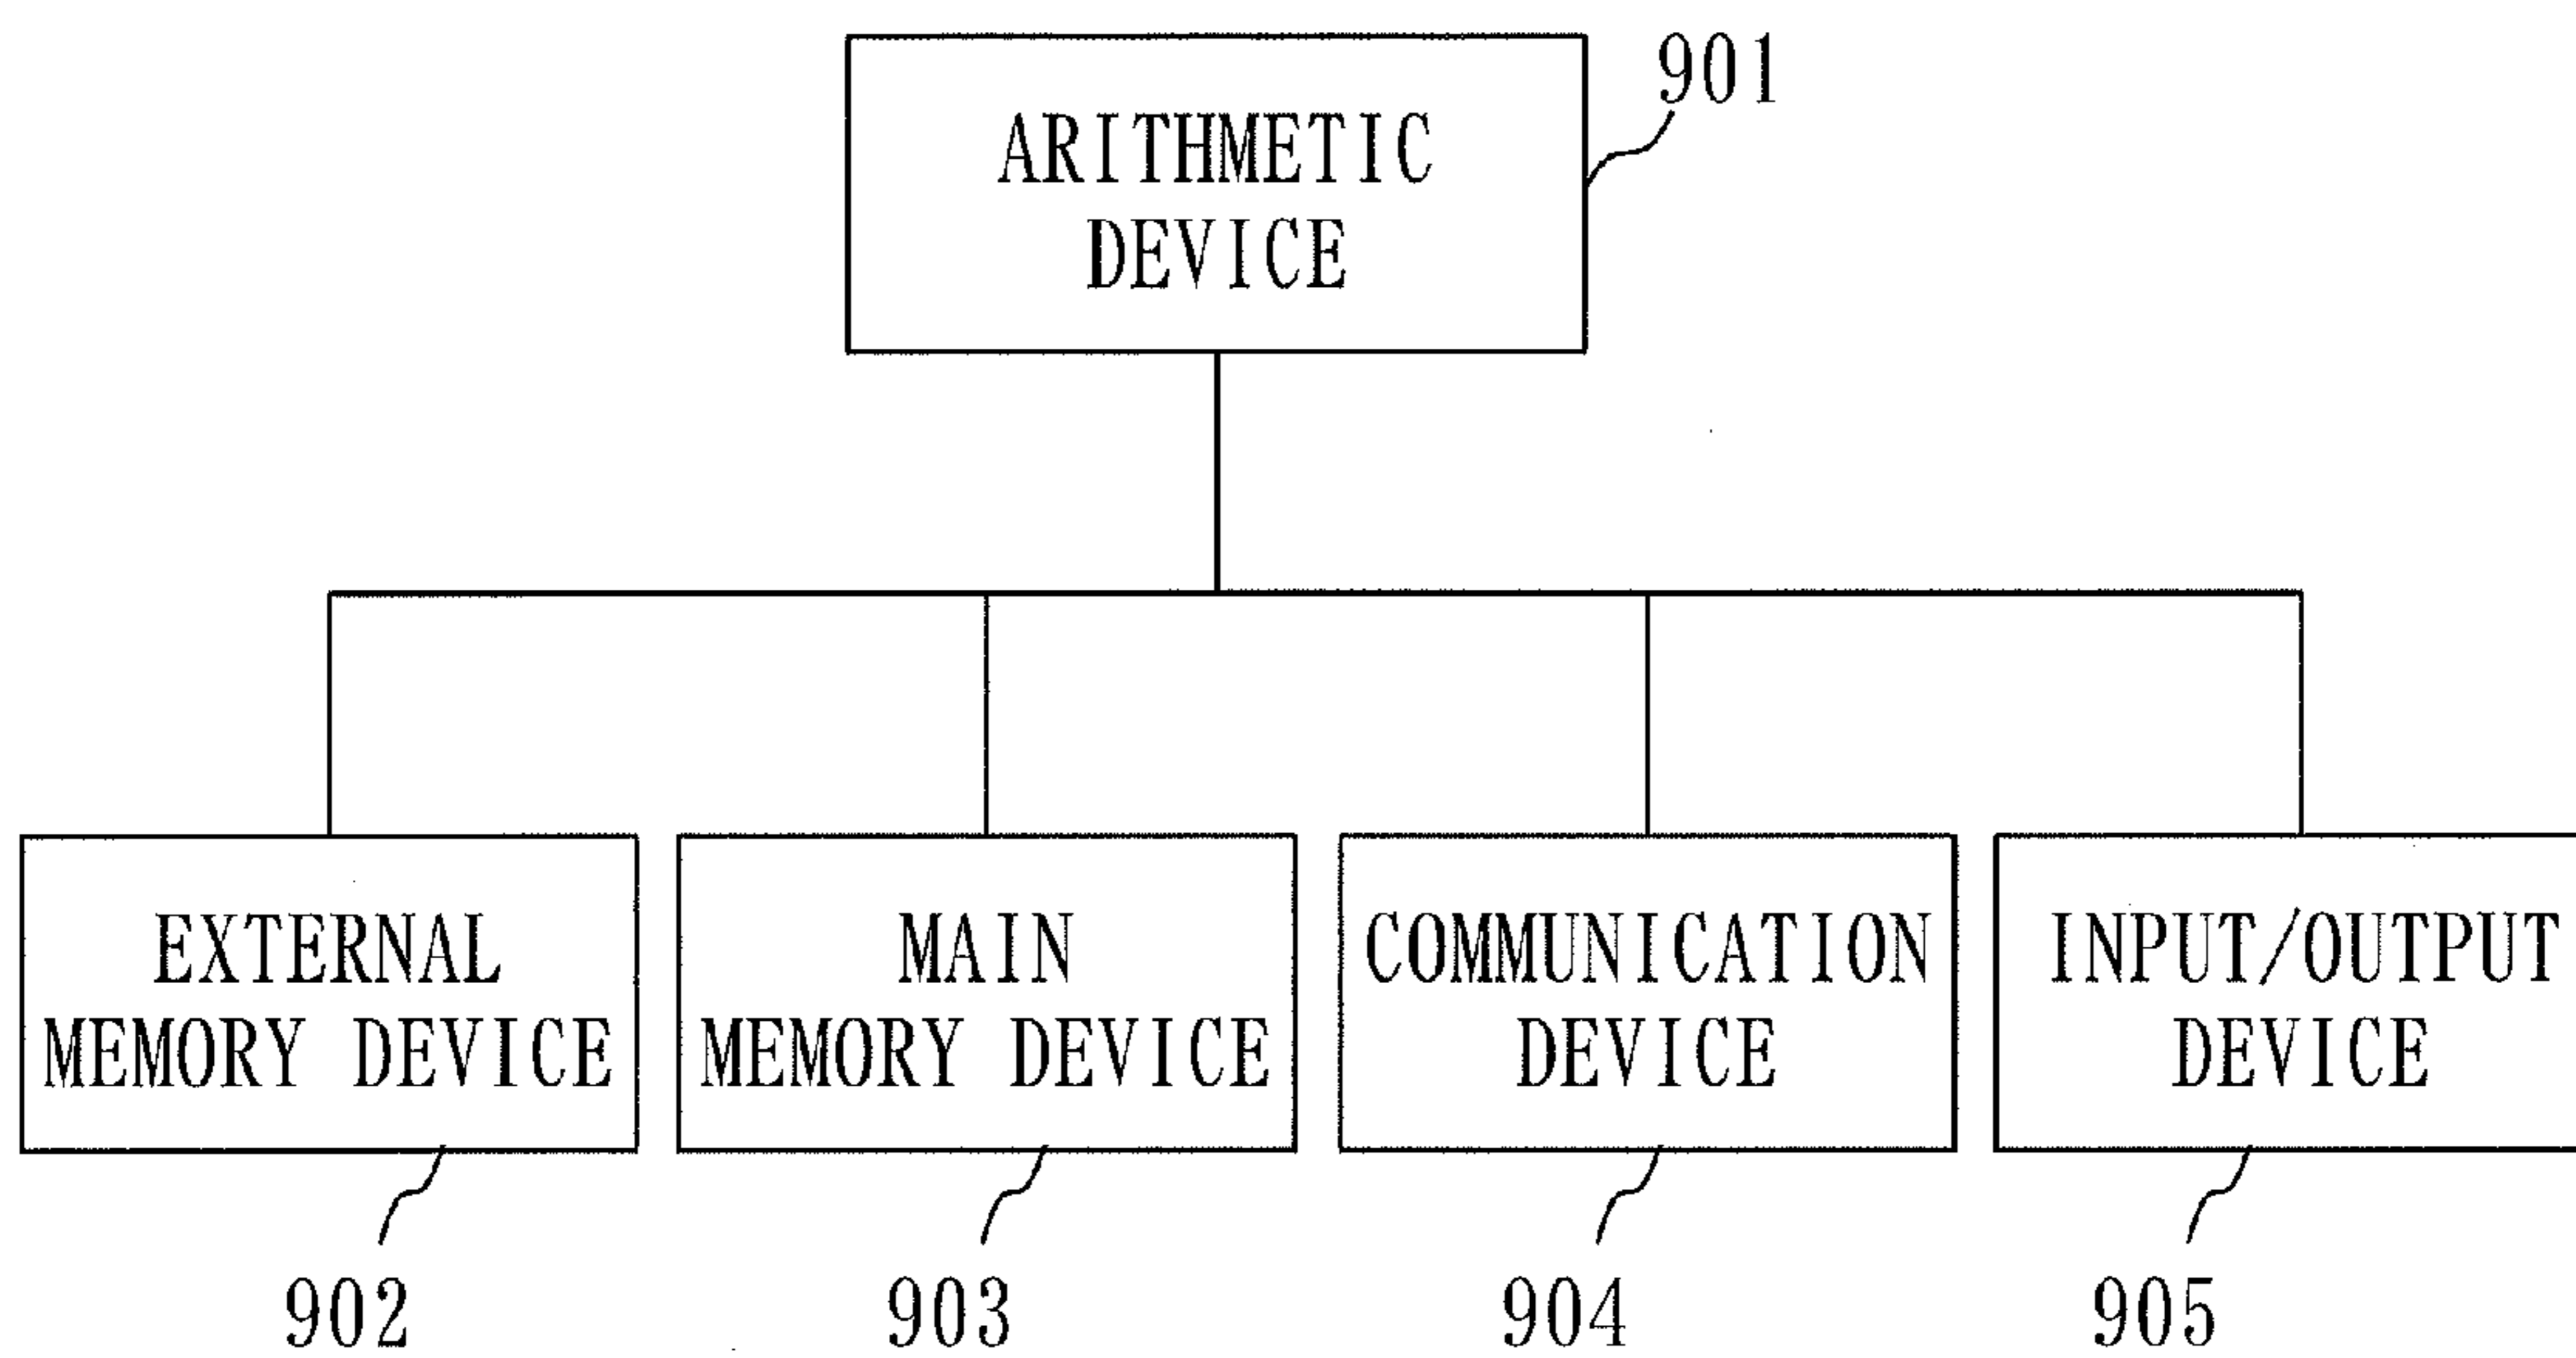 901
ARITHMETIC
DEVICE
EXTERNAL
MEMORY DEVICE
MAIN
MEMORY DEVICE
COMMUNICATION
DEVICE
INPUT/OUTPUT
DEVICE
902
903
904
905